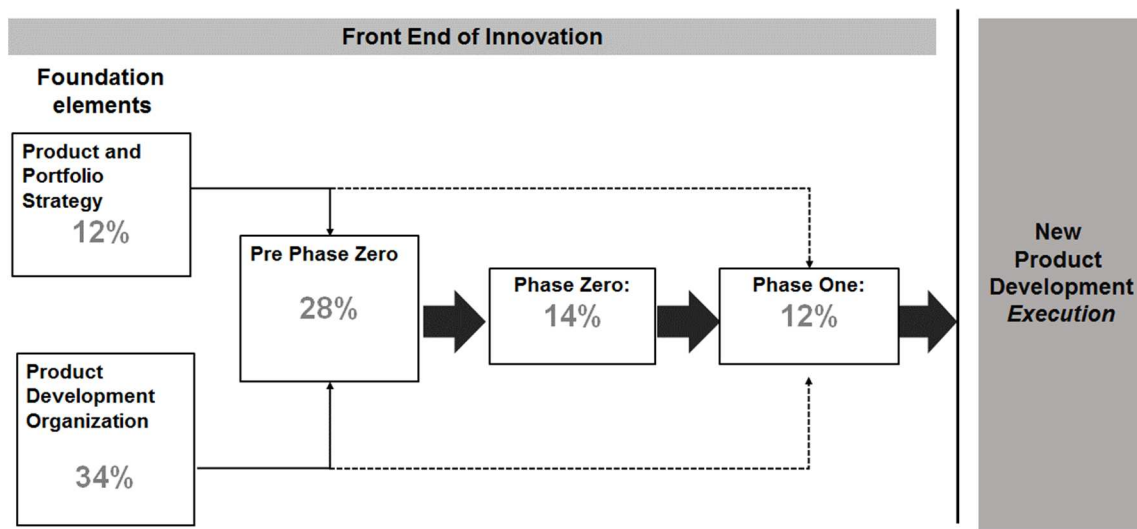 Front End of Innovation
Foundation
elements
Product and
Portfolio
Strategy
12%
Pre Phase Zero
28%
Phase Zero:
14%
Phase One:
12%
Product
Development
Organization
34%
New
Product
Development
Execution